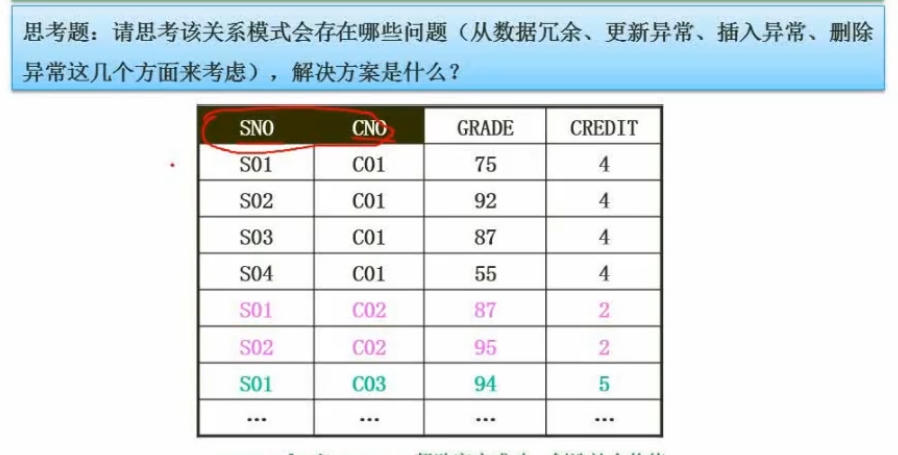 思考题：请思考该关系模式会存在哪些问题（从数据冗余、更新异常、插入异常、删除
异常这几个方面来考虑），解决方案是什么？
SNO CNO GRADE CREDIT
S01 C01 75 4
S02 C01 92 4
S03 C01 87 4
S04 C01 55 4
S01 C02 87 2
S02 C02 95 2
S01 C03 94 5
… … … …